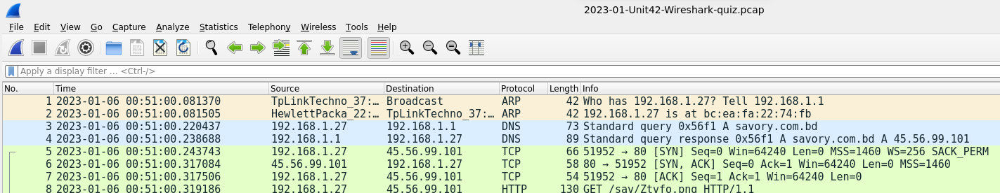 2023-01-Unit42-Wireshark-quiz.pcap
File Edit View Go Capture Analyze Statistics Telephony Wireless Tools Help
Apply a display filter … <Ctrl-/>
No. Time Source Destination Protocol Length Info
1 2023-01-06 00:51:00.081370 TpLinkTechno_37:… Broadcast ARP 42 Who has 192.168.1.27? Tell 192.168.1.1
2 2023-01-06 00:51:00.081505 HewlettPacka_22:… TpLinkTechno_37:… ARP 42 192.168.1.27 is at bc:ea:fa:22:74:fb
3 2023-01-06 00:51:00.220437 192.168.1.27 192.168.1.1 DNS 73 Standard query 0x56f1 A savory.com.bd
4 2023-01-06 00:51:00.238688 192.168.1.1 192.168.1.27 DNS 89 Standard query response 0x56f1 A savory.com.bd A 45.56.99.101
5 2023-01-06 00:51:00.243743 192.168.1.27 45.56.99.101 TCP 66 51952 → 80 [SYN] Seq=0 Win=64240 Len=0 MSS=1460 WS=256 SACK_PERM
6 2023-01-06 00:51:00.317084 45.56.99.101 192.168.1.27 TCP 58 80 → 51952 [SYN, ACK] Seq=0 Ack=1 Win=64240 Len=0 MSS=1460
7 2023-01-06 00:51:00.317506 192.168.1.27 45.56.99.101 TCP 54 51952 → 80 [ACK] Seq=1 Ack=1 Win=64240 Len=0
8 2023-01-06 00:51:00.319186 192.168.1.27 45.56.99.101 HTTP 130 GET /sav/Ztvfo.png HTTP/1.1